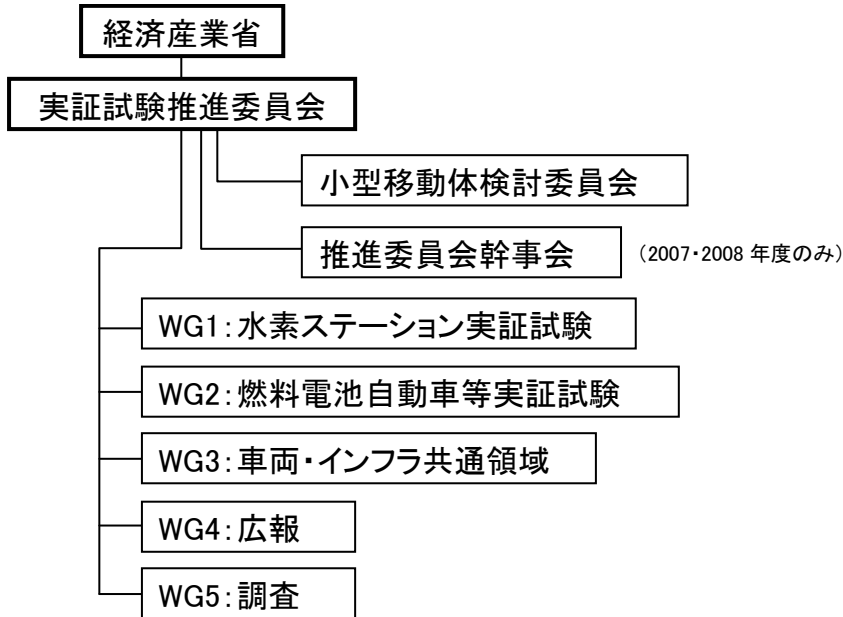 経済産業省
実証試験推進委員会
小型移動体検討委員会
推進委員会幹事会 （2007・2008 年度のみ）
WG1：水素ステーション実証試験
WG2：燃料電池自動車等実証試験
WG3：車両・インフラ共通領域
WG4：広報
WG5：調査